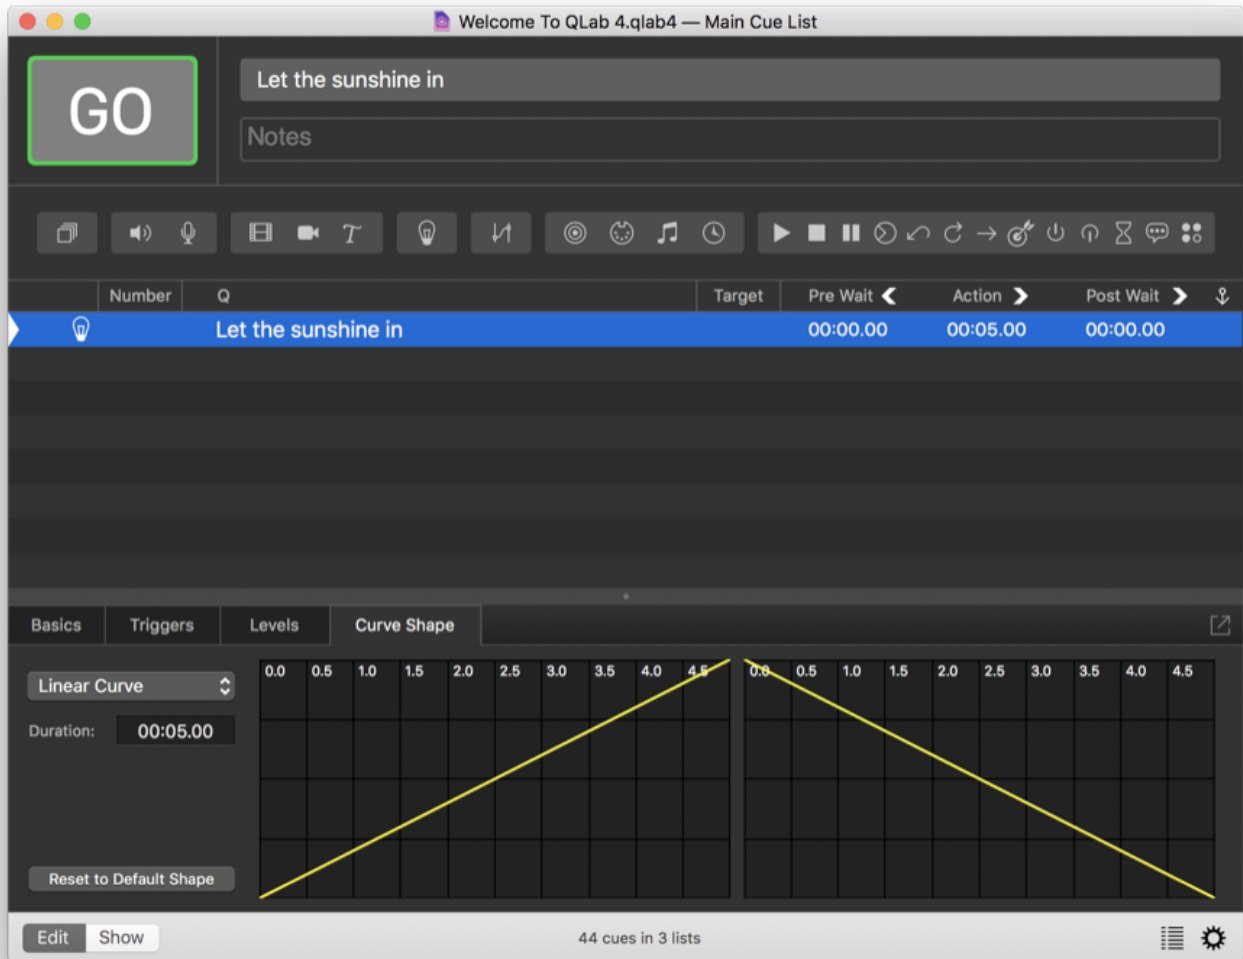 Welcome To QLab 4.qlab4 — Main Cue List
GO
Let the sunshine in
Notes
Number Q Target Pre Wait Action Post Wait
Let the sunshine in 00:00.00 00:05.00 00:00.00
Basics Triggers Levels Curve Shape
Linear Curve
Duration: 00:05.00
Reset to Default Shape
0.0 0.5 1.0 1.5 2.0 2.5 3.0 3.5 4.0 4.5
0.0 0.5 1.0 1.5 2.0 2.5 3.0 3.5 4.0 4.5
Edit Show 44 cues in 3 lists